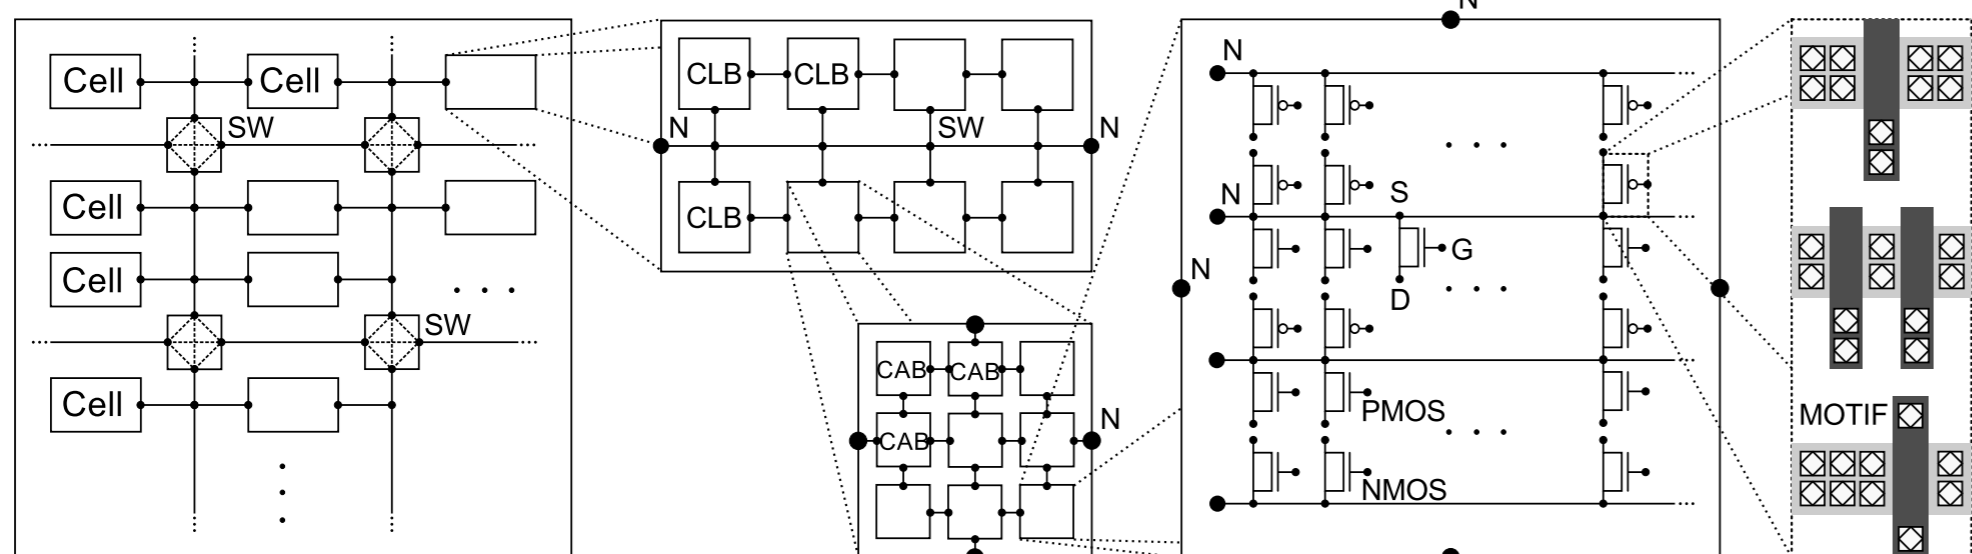 Cell
Cell
SW
Cell
Cell
SW
Cell
CLB
CLB
N
SW
N
CLB
CAB
CAB
CAB
N
N
N
N
S
G
D
N
PMOS
NMOS
MOTIF